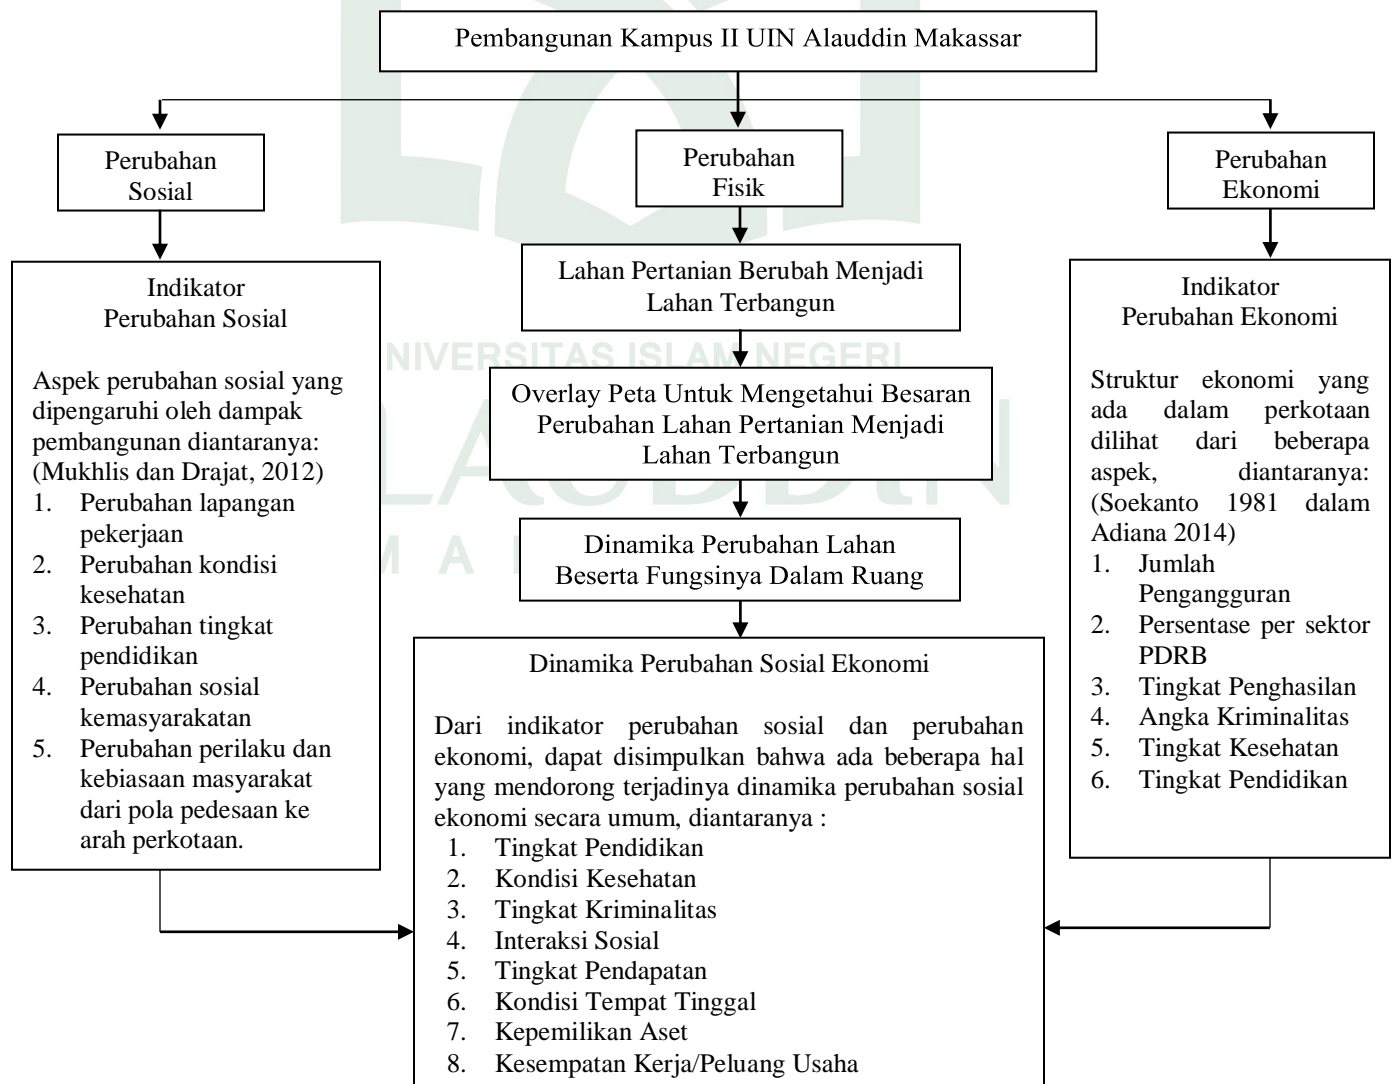 Pembangunan Kampus II UIN Alauddin Makassar
Perubahan
Sosial
Perubahan
Fisik
Perubahan
Ekonomi
Indikator
Perubahan Sosial
Aspek perubahan sosial yang
dipengaruhi oleh dampak
pembangunan diantaranya:
(Mukhlis dan Drajat, 2012)
1. Perubahan lapangan
pekerjaan
2. Perubahan kondisi
kesehatan
3. Perubahan tingkat
pendidikan
4. Perubahan sosial
kemasyarakatan
5. Perubahan perilaku dan
kebiasaan masyarakat
dari pola pedesaan ke
arah perkotaan.
Lahan Pertanian Berubah Menjadi
Lahan Terbangun
NIVERSITAS ISLAM NEGERI
Overlay Peta Untuk Mengetahui Besaran
Perubahan Lahan Pertanian Menjadi
Lahan Terbangun
Dinamika Perubahan Lahan
Beserta Fungsinya Dalam Ruang
Dinamika Perubahan Sosial Ekonomi
Dari indikator perubahan sosial dan perubahan
ekonomi, dapat disimpulkan bahwa ada beberapa hal
yang mendorong terjadinya dinamika perubahan sosial
ekonomi secara umum, diantaranya :
1. Tingkat Pendidikan
2. Kondisi Kesehatan
3. Tingkat Kriminalitas
4. Interaksi Sosial
5. Tingkat Pendapatan
6. Kondisi Tempat Tinggal
7. Kepemilikan Aset
8. Kesempatan Kerja/Peluang Usaha
Indikator
Perubahan Ekonomi
Struktur ekonomi yang
ada dalam perkotaan
dilihat dari beberapa
aspek, diantaranya:
(Soekanto 1981 dalam
Adiana 2014)
1. Jumlah
Pengangguran
2. Persentase per sektor
PDRB
3. Tingkat Penghasilan
4. Angka Kriminalitas
5. Tingkat Kesehatan
6. Tingkat Pendidikan